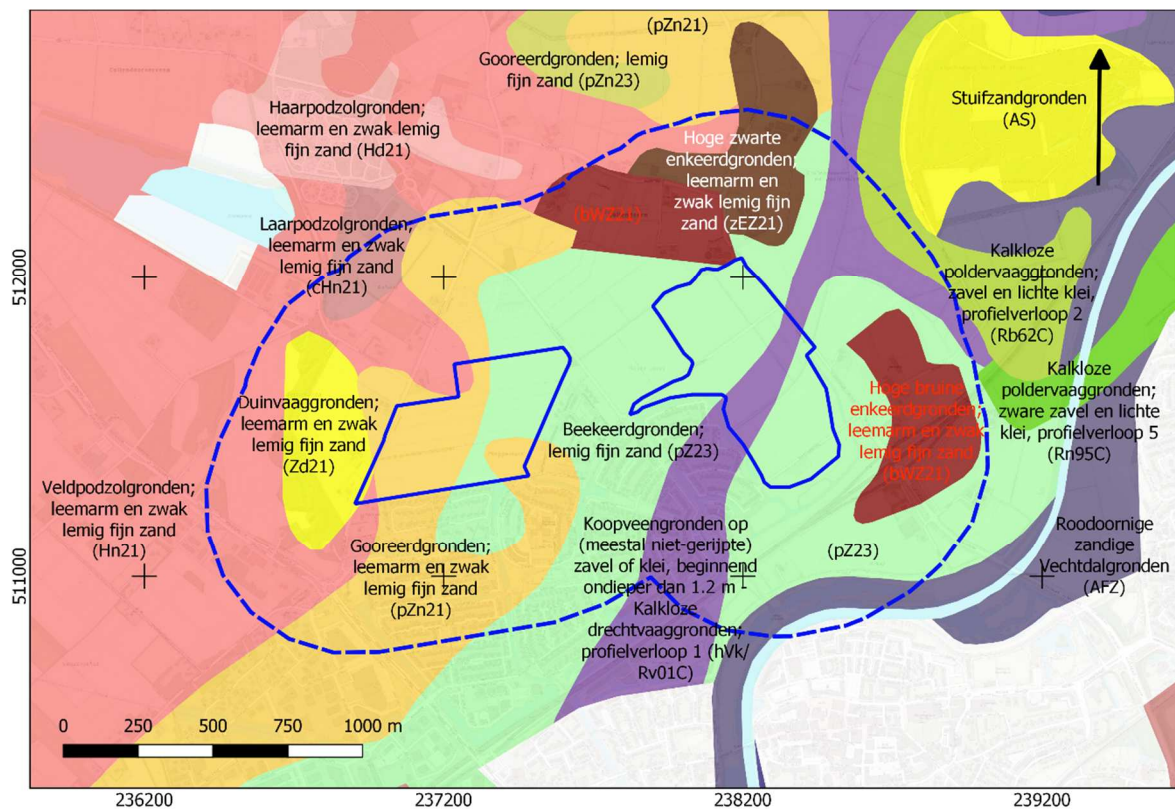 (pZn21)
Gooreerdgronden; lemig
fijn zand (pZn23)
Stuifzandgronden
(AS)
Haarpodzolgronden;
leemarm en zwak lemig
fijn zand (Hd21)
Hoge zwarte
enkeerdgronden;
leemarm en
zwak lemig fijn
zand (zEZ21)
(bWZ21)
Laarpodzolgronden;
leemarm en zwak
lemig fijn zand
(cHn21)
Kalkloze
poldervaaggronden;
zavel en lichte klei,
profielverloop 2
(Rb62C)
Kalkloze
poldervaaggronden;
zware zavel en lichte
klei, profielverloop 5
(Rn95C)
Duinvaaggronden;
leemarm en zwak
lemig fijn zand
(Zd21)
Beekeerdgronden;
lemig fijn zand (pZ23)
Hoge bruine
enkeerdgronden;
leemarm en zwak
lemig fijn zand
(bWZ21)
Veldpodzolgronden;
leemarm en zwak
lemig fijn zand
(Hn21)
Gooreerdgronden;
leemarm en zwak
lemig fijn zand
(pZn21)
Koopveengronden op
(meestal niet-gerijpte)
zavel of klei, beginnend
ondieper dan 1.2 m
Kalkloze
drechtvaaggronden;
profielverloop 1 (hVk/
Rv01C)
(pZ23)
Roodoornige
zandige
Vechtdalgronden
(AFZ)
512000
511000
0 250 500 750 1000 m
236200 237200 238200 239200